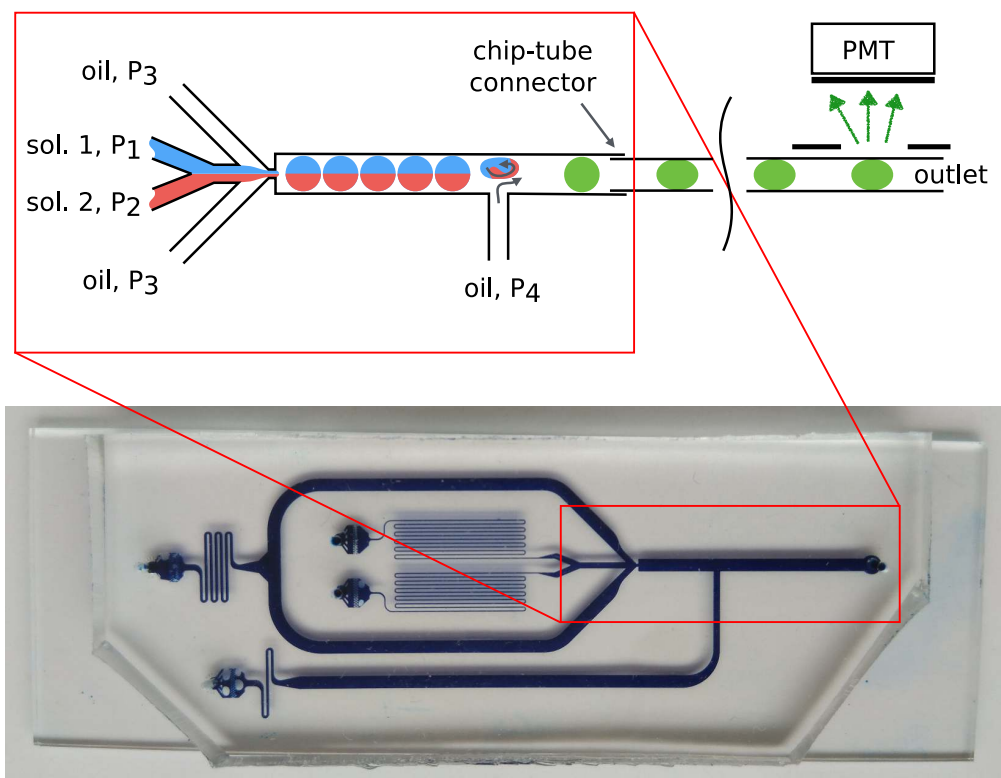 oil, P3
chip-tube
connector
PMT
sol. 1, P1
sol. 2, P2
outlet
oil, P3
oil, P4